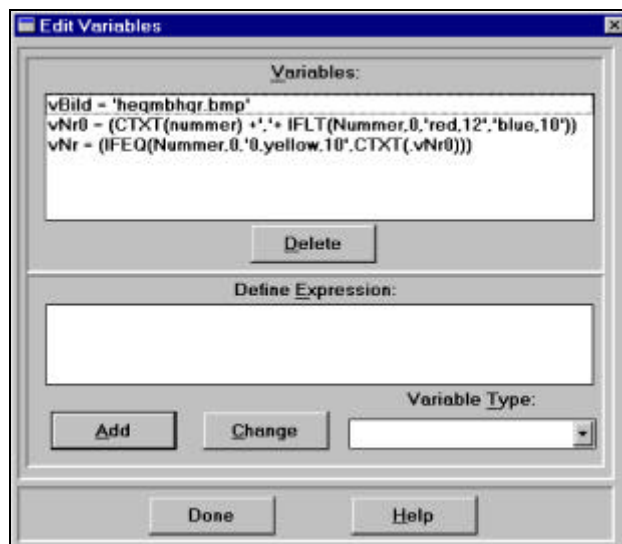 Edit Variables
Variables:
vBild = 'heqmbhqr.bmp'
vNr0 = (CTXT(nummer) +','+ IFLT(Nummer,0,'red,12','blue,10'))
vNr = (IFEQ(Nummer,0,'0,yellow,10',CTXT(.vNr0)))
Delete
Define Expression:
Variable Type:
Add Change
Done Help